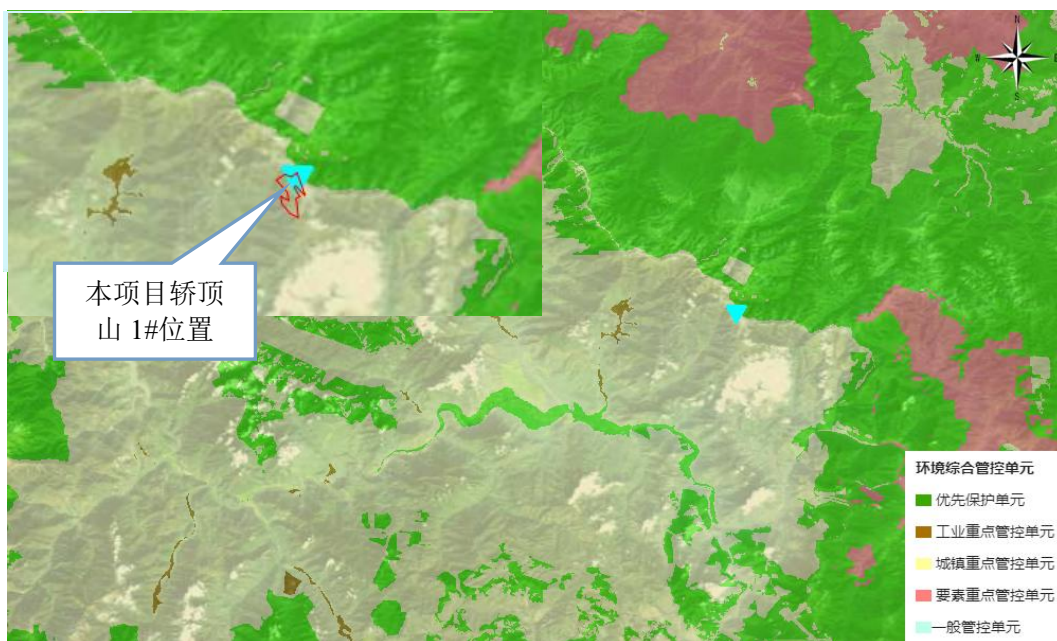 N
W
S
本项目轿顶
山 1#位置
环境综合管控单元
优先保护单元
工业重点管控单元
城镇重点管控单元
要素重点管控单元
一般管控单元